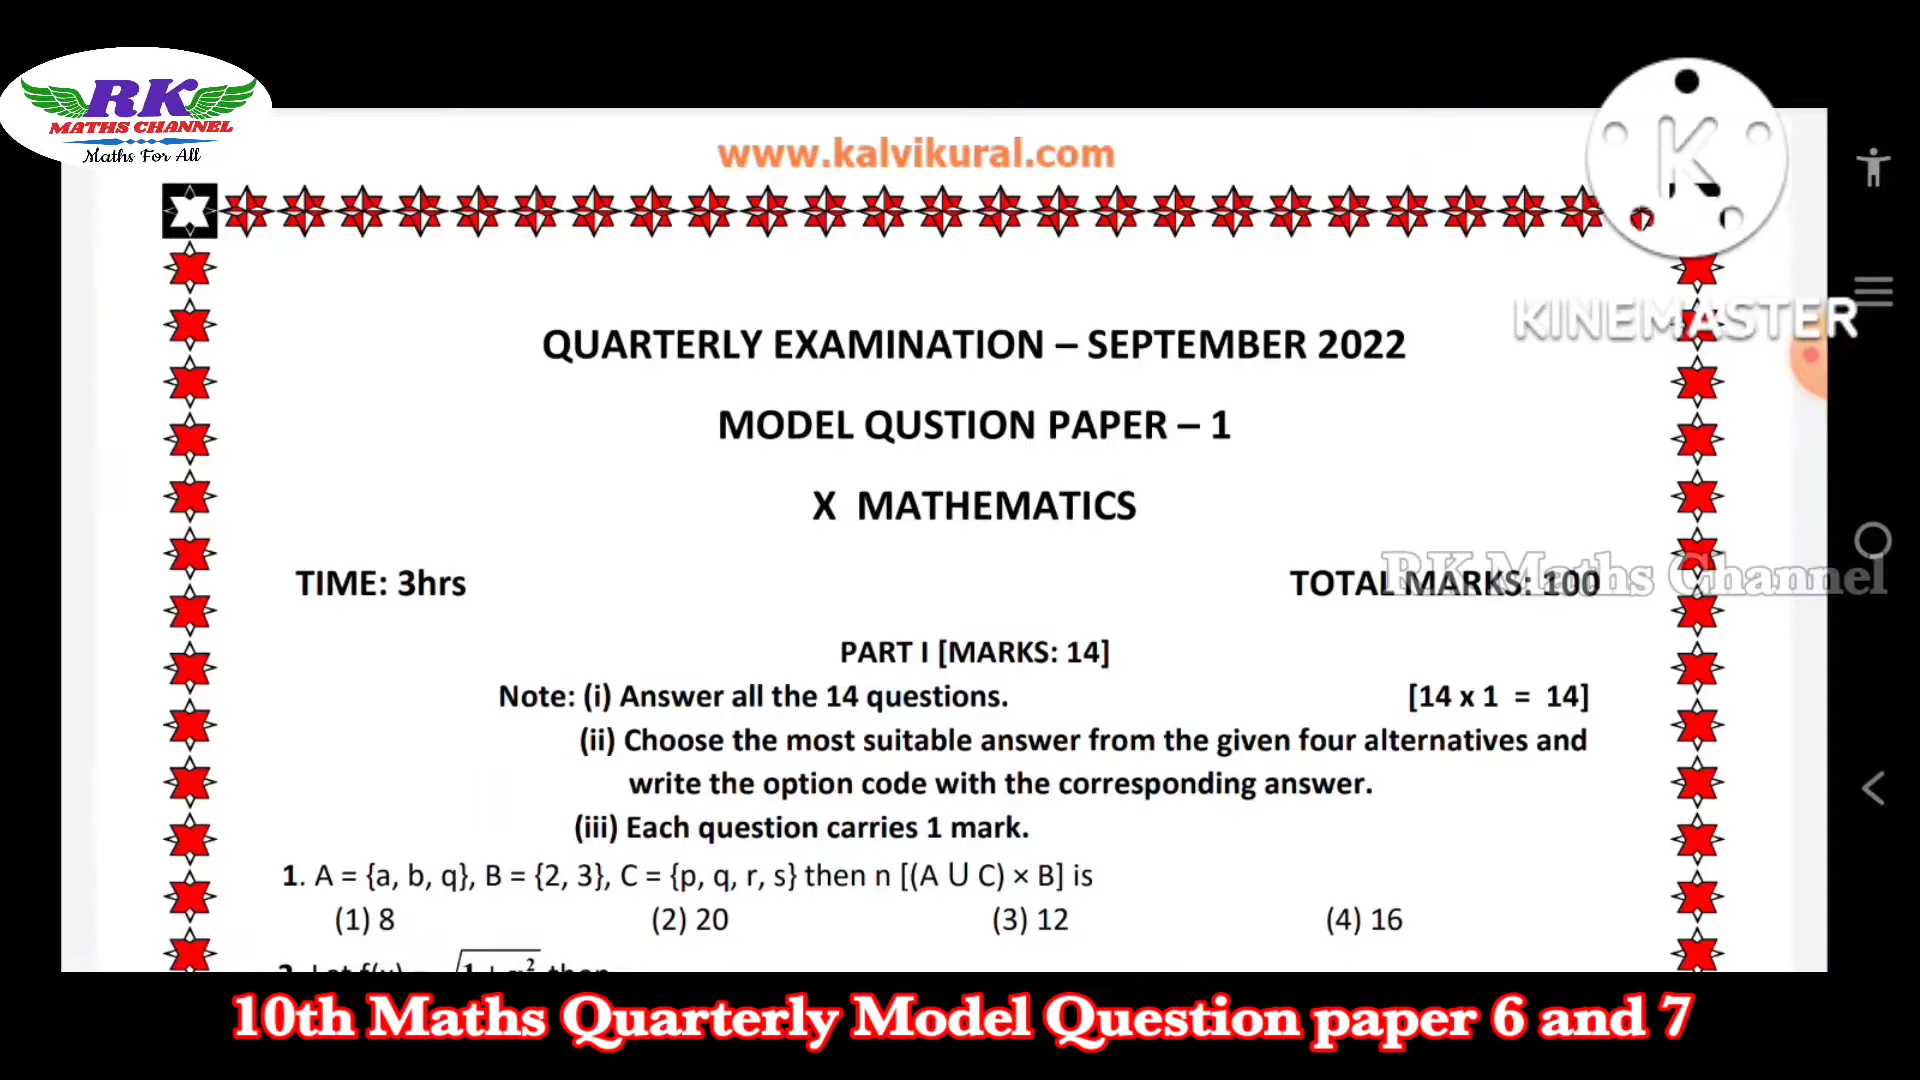 RK
MATHS CHANNEL
Maths For All
www.kalvikural.com
K
KINEMASTER
QUARTERLY EXAMINATION – SEPTEMBER 2022
MODEL QUSTION PAPER – 1
X MATHEMATICS
TIME: 3hrs
TOTAL MARKS: 100
RK Maths Channel
PART I [MARKS: 14]
Note: (i) Answer all the 14 questions. [14 x 1 = 14]
(ii) Choose the most suitable answer from the given four alternatives and
write the option code with the corresponding answer.
(iii) Each question carries 1 mark.
1. A = {a, b, q}, B = {2, 3}, C = {p, q, r, s} then n [(A ∪ C) × B] is
(1) 8 (2) 20 (3) 12 (4) 16
10th Maths Quarterly Model Question paper 6 and 7